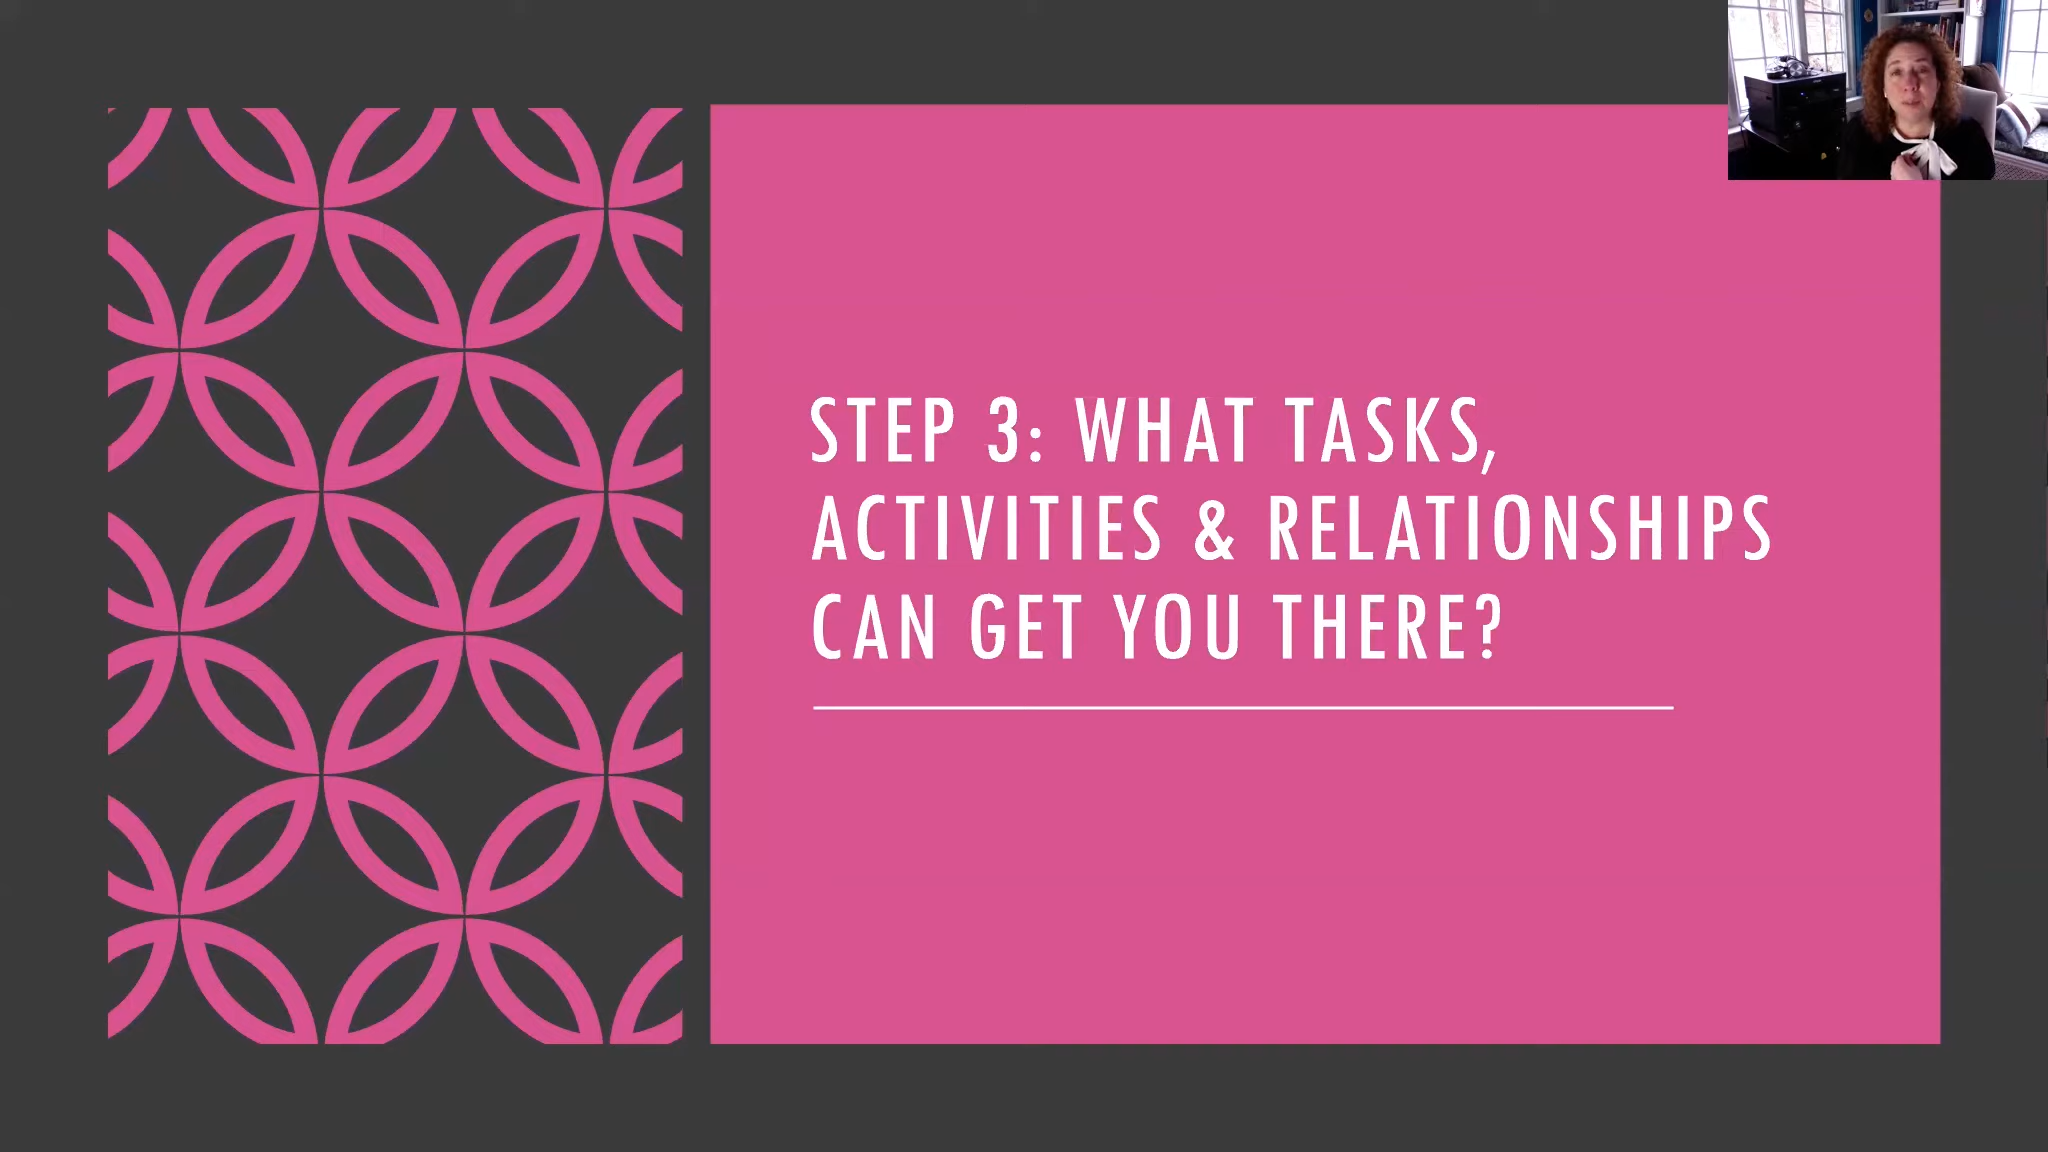 STEP 3: WHAT TASKS,
ACTIVITIES & RELATIONSHIPS
CAN GET YOU THERE?